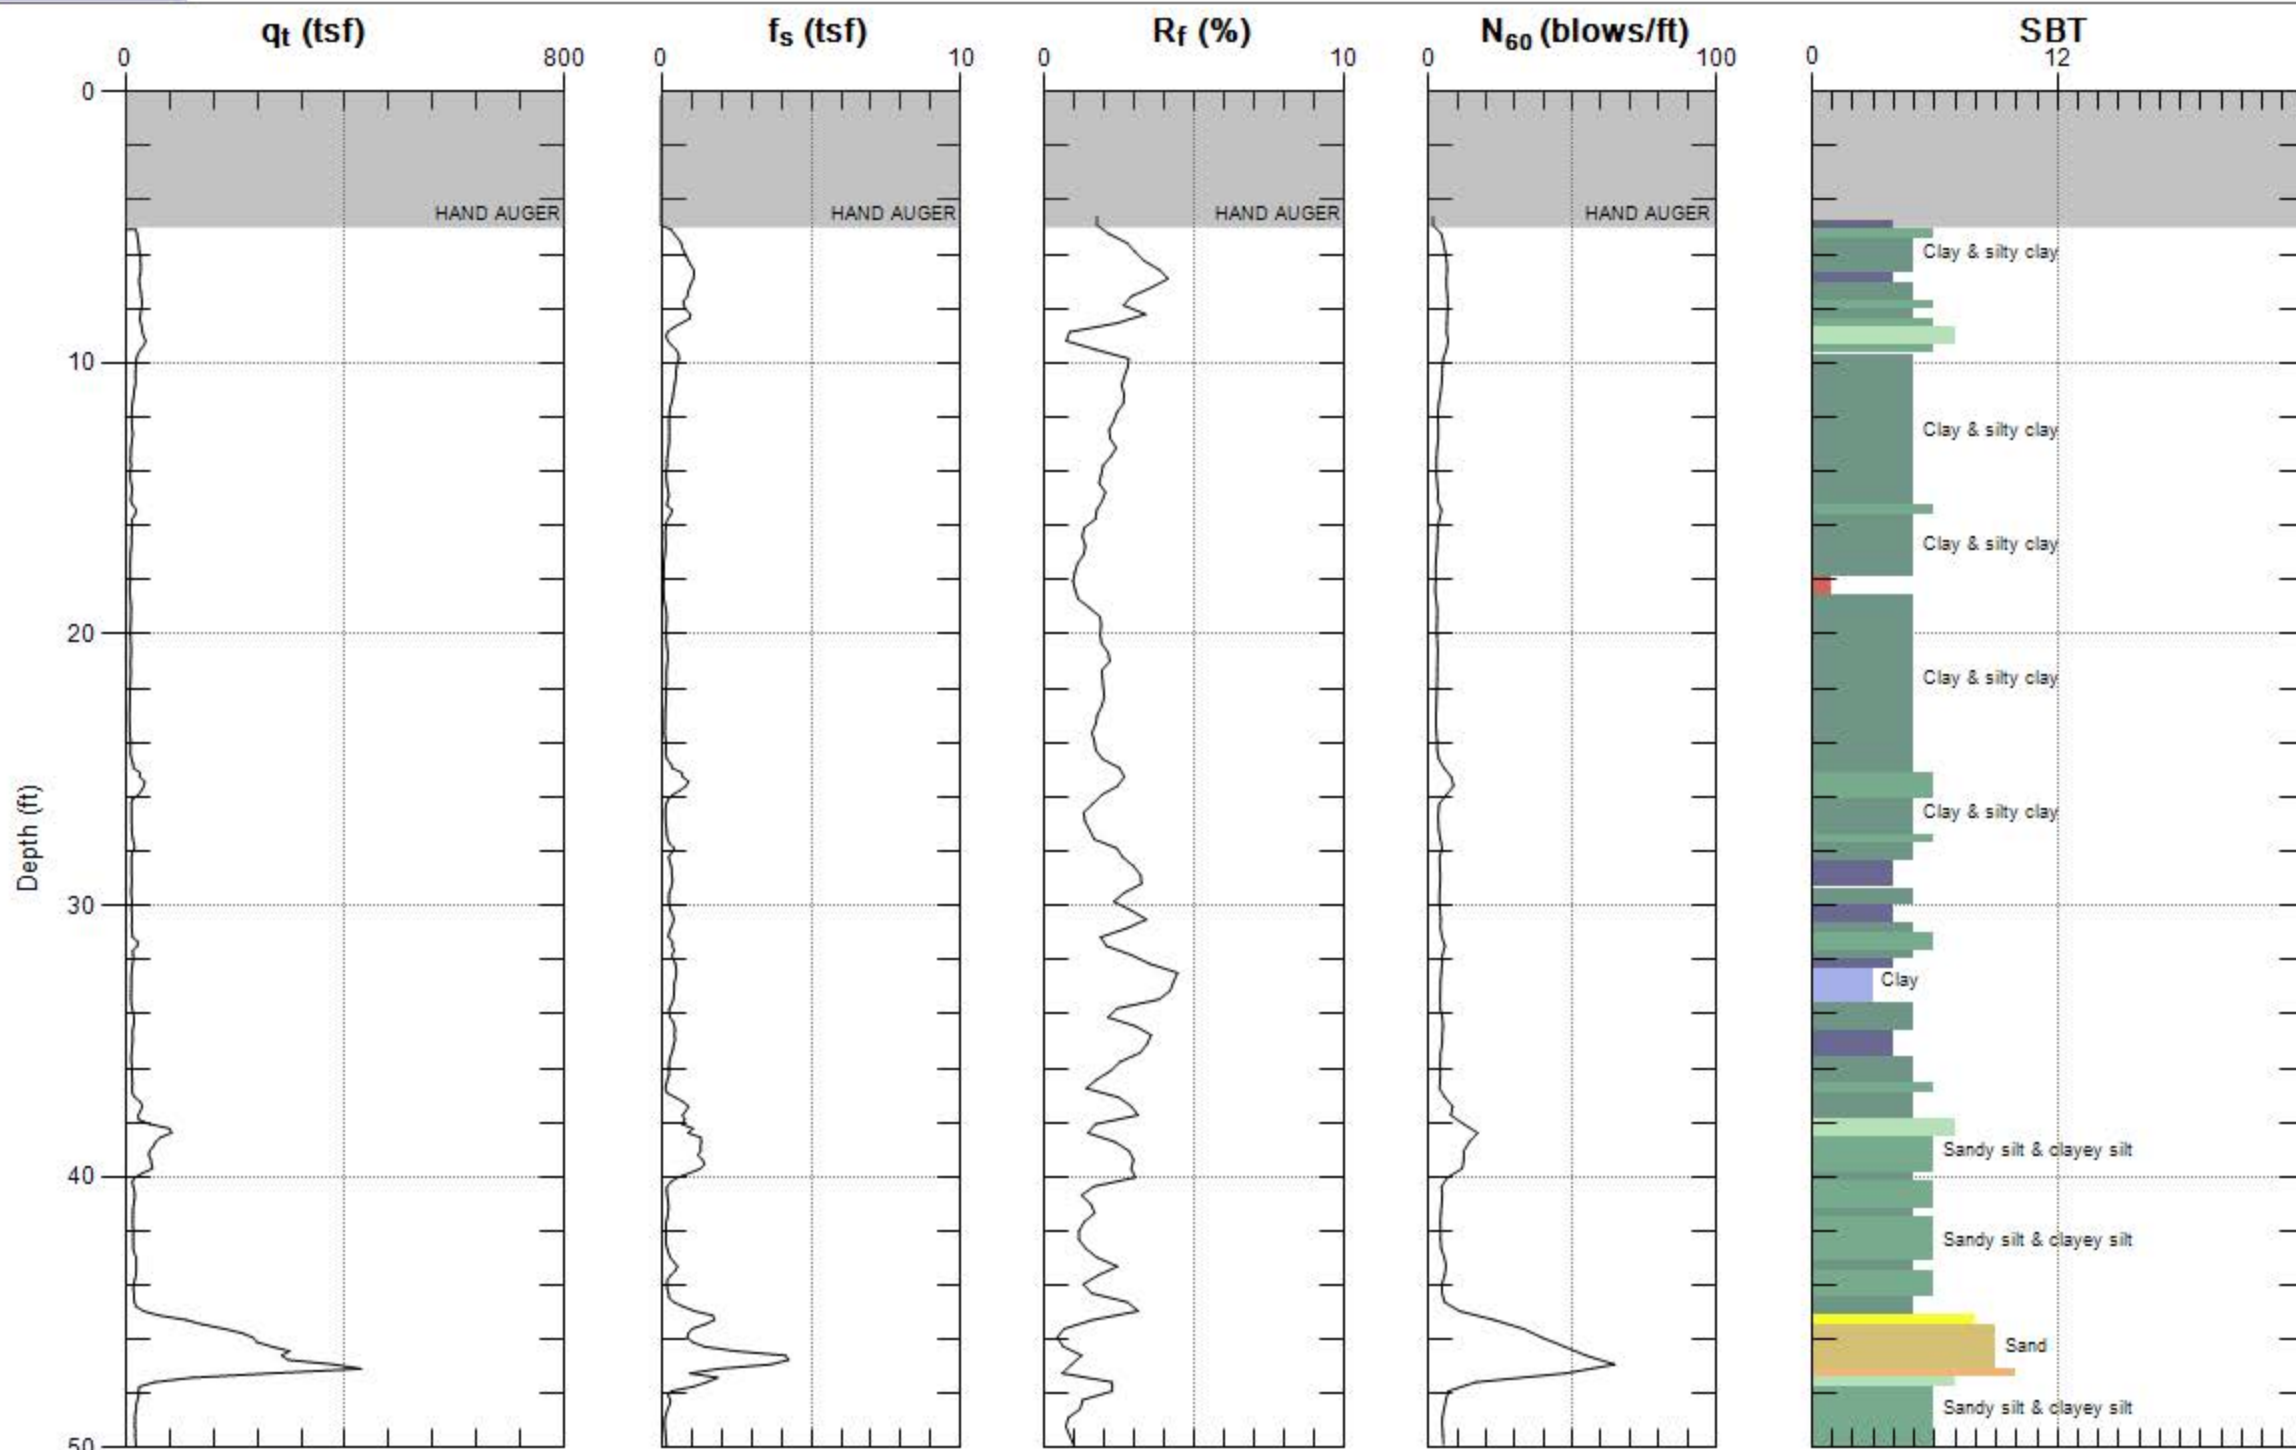 qt (tsf) fs (tsf) Rf (%) N60 (blows/ft) SBT
0 800 0 10 0 10 0 100 0 12
0
HAND AUGER HAND AUGER HAND AUGER HAND AUGER
Clay & silty clay
10
Clay & silty clay
Clay & silty clay
20
Clay & silty clay
Depth (ft)
Clay & silty clay
30
Clay
Sandy silt & clayey silt
40
Sandy silt & clayey silt
Sand
Sandy silt & clayey silt
50